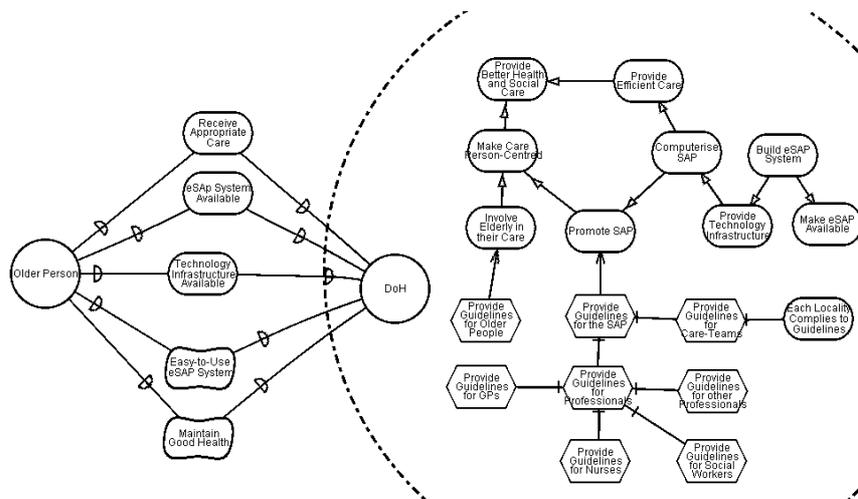 Provide
Better Health
and Social
Care
Provide
Efficient Care
Receive
Appropriate
Care
Make Care
Person-Centred
Computerise
SAP
Build eSAP
System
eSAp System
Available
Involve
Elderly in
their Care
Promote SAP
Provide
Technology
Infrastructure
Make eSAP
Available
Older Person
Technology
Infrastructure
Available
DoH
Provide
Guidelines
for Older
People
Provide
Guidelines
for the SAP
Provide
Guidelines
for
Care-Teams
Each Locality
Complies to
Guidelines
Easy-to-Use
eSAP System
Provide
Guidelines
for GPs
Provide
Guidelines
for
Professionals
Provide
Guidelines
for other
Professionals
Maintain
Good Health
Provide
Guidelines
for Nurses
Provide
Guidelines
for Social
Workers